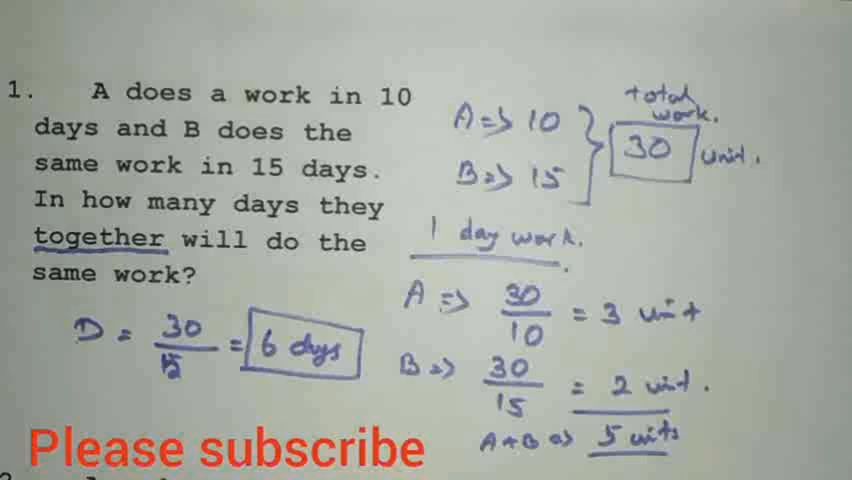 1. A does a work in 10
days and B does the
same work in 15 days.
In how many days they
together will do the
same work?
A => 10
B => 15
total
work.
30 unit.
1 day work.
A => 30/10 = 3 unit
B => 30/15 = 2 unit.
A+B => 5 units
D = 30/5 = 6 days
Please subscribe